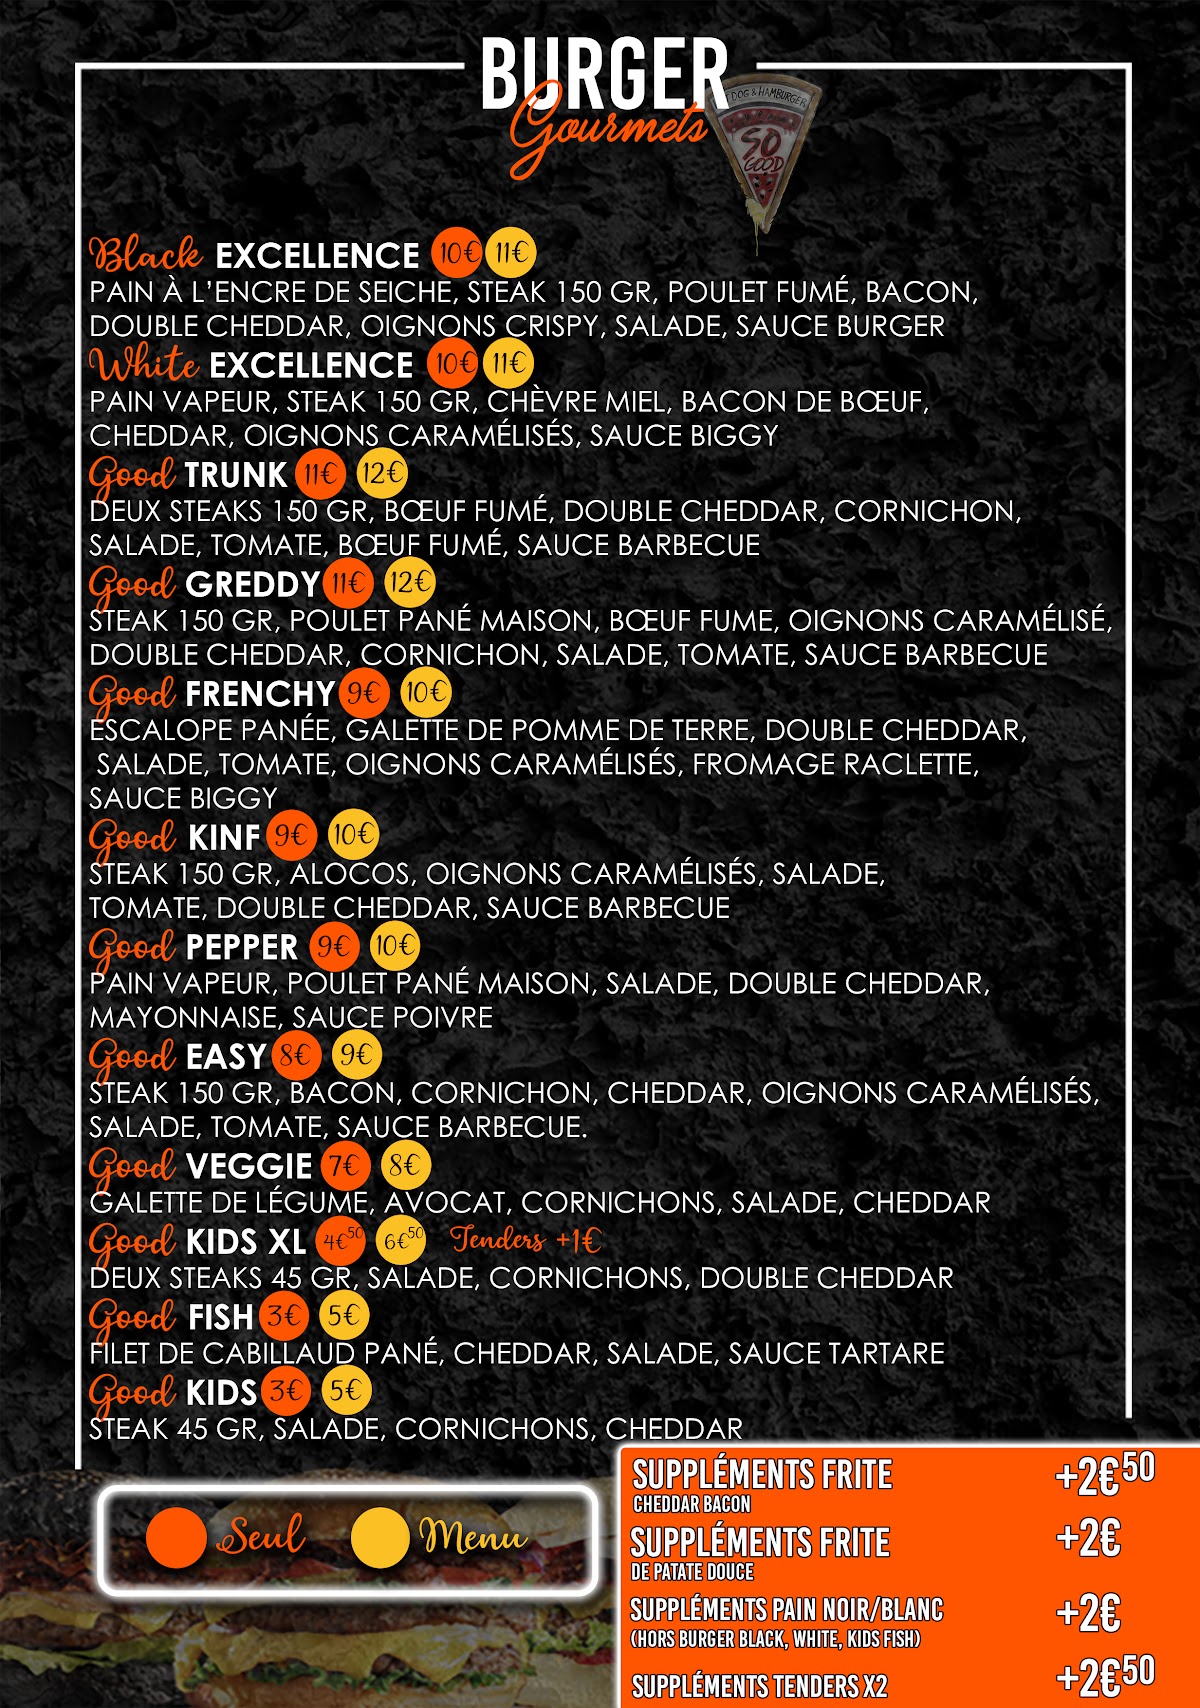 BURGER
Gourmets
DOG & HAMBURGER
SO
GOOD
Black EXCELLENCE 10€ 11€
PAIN À L'ENCRE DE SEICHE, STEAK 150 GR, POULET FUMÉ, BACON,
DOUBLE CHEDDAR, OIGNONS CRISPY, SALADE, SAUCE BURGER
White EXCELLENCE 10€ 11€
PAIN VAPEUR, STEAK 150 GR, CHÈVRE MIEL, BACON DE BŒUF,
CHEDDAR, OIGNONS CARAMÉLISÉS, SAUCE BIGGY
Good TRUNK 11€ 12€
DEUX STEAKS 150 GR, BŒUF FUMÉ, DOUBLE CHEDDAR, CORNICHON,
SALADE, TOMATE, BŒUF FUMÉ, SAUCE BARBECUE
Good GREDDY 11€ 12€
STEAK 150 GR, POULET PANÉ MAISON, BŒUF FUME, OIGNONS CARAMÉLISÉ,
DOUBLE CHEDDAR, CORNICHON, SALADE, TOMATE, SAUCE BARBECUE
Good FRENCHY 9€ 10€
ESCALOPE PANÉE, GALETTE DE POMME DE TERRE, DOUBLE CHEDDAR,
SALADE, TOMATE, OIGNONS CARAMÉLISÉS, FROMAGE RACLETTE,
SAUCE BIGGY
Good KINF 9€ 10€
STEAK 150 GR, ALOCOS, OIGNONS CARAMÉLISÉS, SALADE,
TOMATE, DOUBLE CHEDDAR, SAUCE BARBECUE
Good PEPPER 9€ 10€
PAIN VAPEUR, POULET PANÉ MAISON, SALADE, DOUBLE CHEDDAR,
MAYONNAISE, SAUCE POIVRE
Good EASY 8€ 9€
STEAK 150 GR, BACON, CORNICHON, CHEDDAR, OIGNONS CARAMÉLISÉS,
SALADE, TOMATE, SAUCE BARBECUE.
Good VEGGIE 7€ 8€
GALETTE DE LÉGUME, AVOCAT, CORNICHONS, SALADE, CHEDDAR
Good KIDS XL 4€50 6€50 Tenders +1€
DEUX STEAKS 45 GR, SALADE, CORNICHONS, DOUBLE CHEDDAR
Good FISH 3€ 5€
FILET DE CABILLAUD PANÉ, CHEDDAR, SALADE, SAUCE TARTARE
Good KIDS 3€ 5€
STEAK 45 GR, SALADE, CORNICHONS, CHEDDAR
Seul Menu
SUPPLÉMENTS FRITE +2€50
CHEDDAR BACON
SUPPLÉMENTS FRITE +2€
DE PATATE DOUCE
SUPPLÉMENTS PAIN NOIR/BLANC +2€
(HORS BURGER BLACK, WHITE, KIDS FISH)
SUPPLÉMENTS TENDERS X2 +2€50